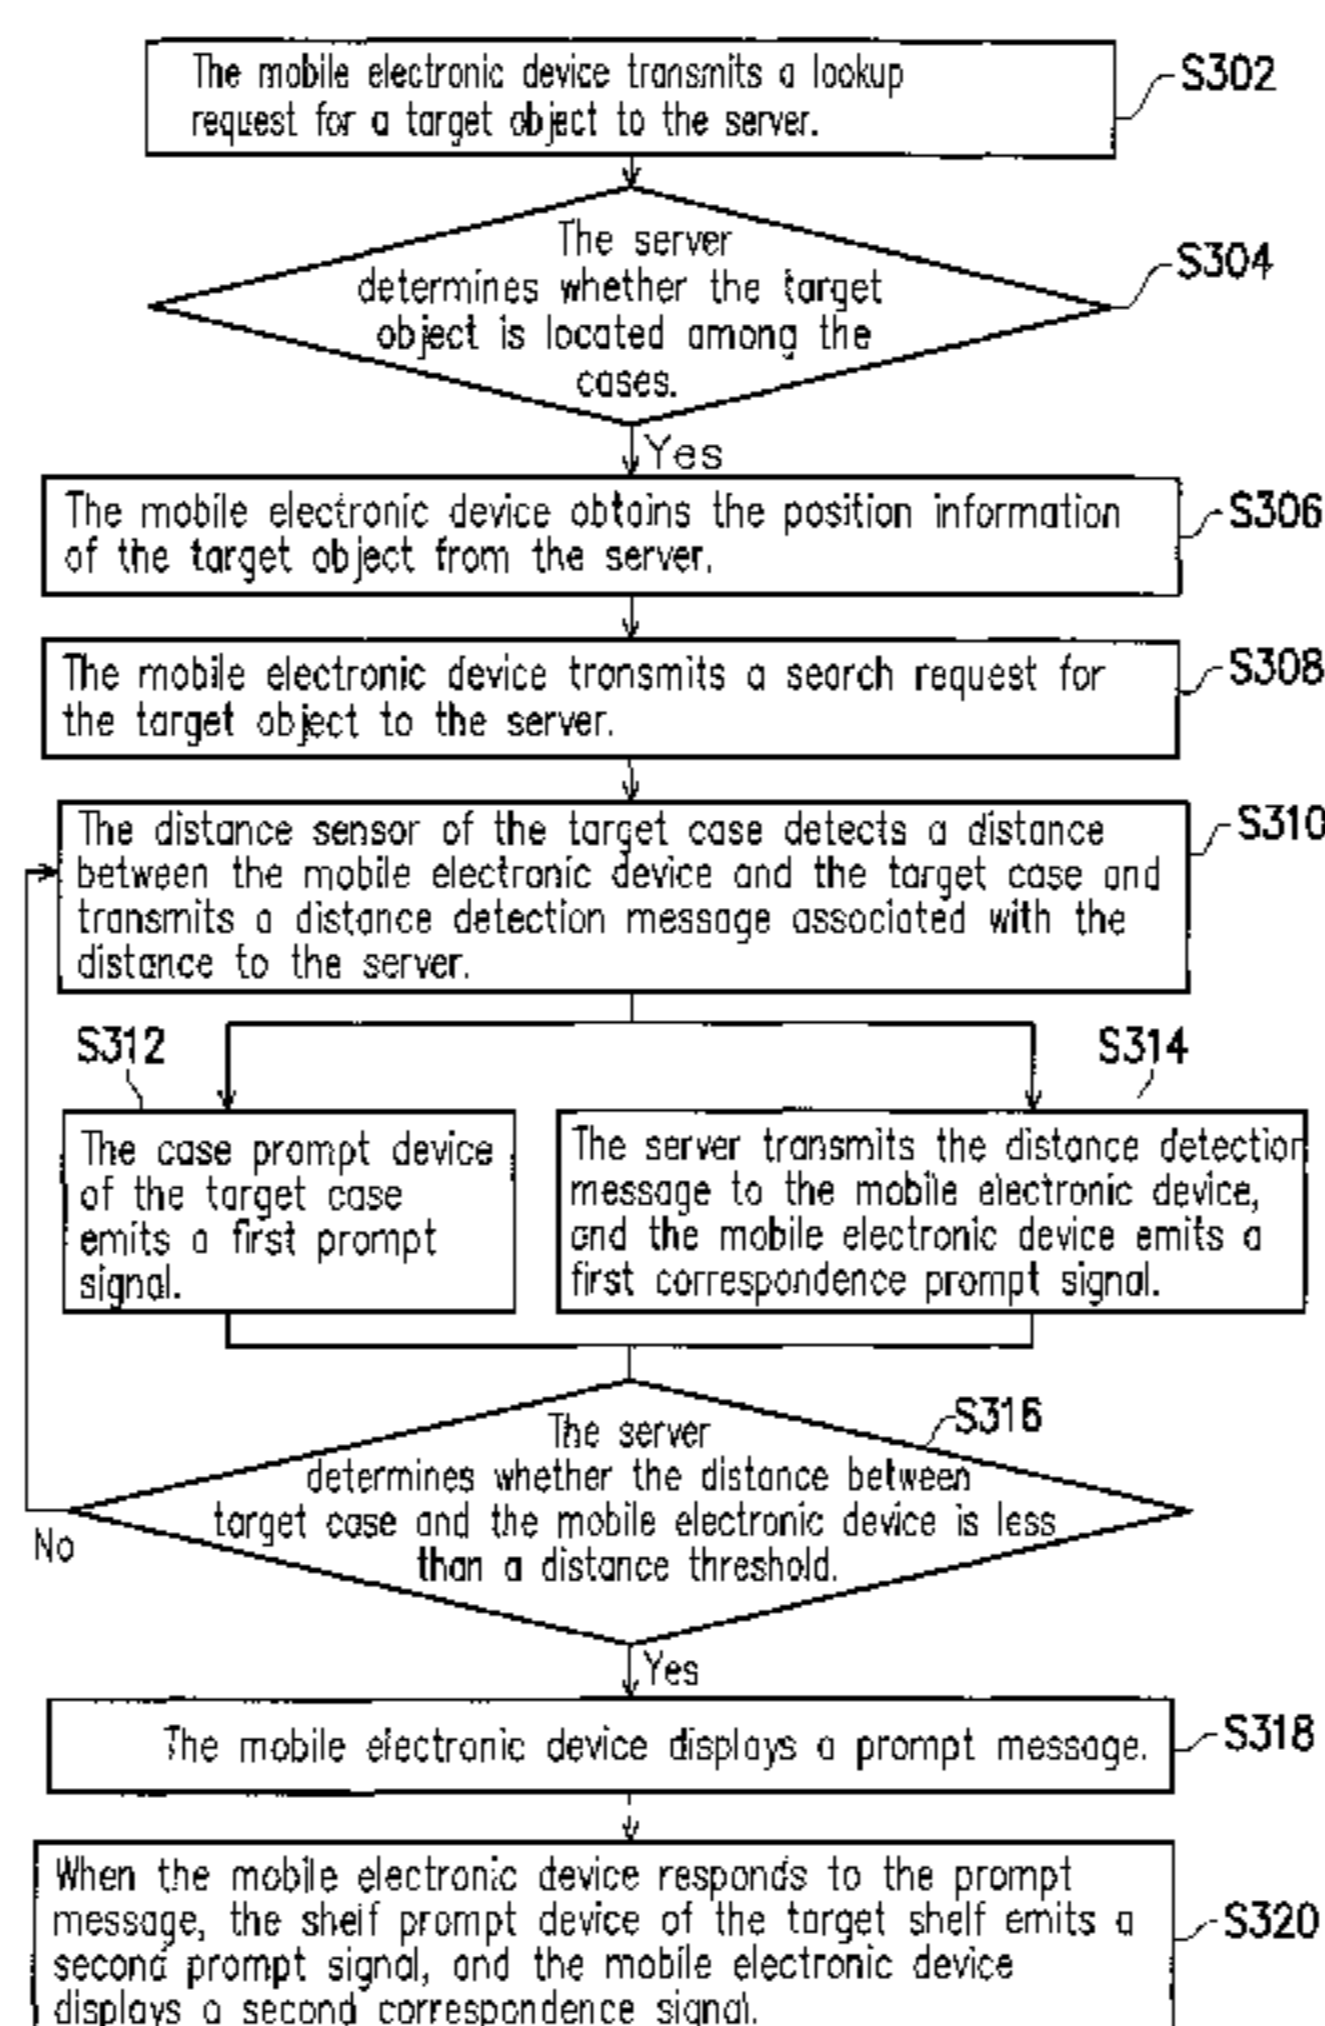 The mobile electronic device transmits a lookup
request for a target object to the server.
S302
The server
determines whether the target
object is located among the
cases.
S304
Yes
The mobile electronic device obtains the position information
of the target object from the server.
S306
The mobile electronic device transmits a search request for
the target object to the server.
S308
The distance sensor of the target case detects a distance
between the mobile electronic device and the target case and
transmits a distance detection message associated with the
distance to the server.
S310
S312
The case prompt device
of the target case
emits a first prompt
signal.
S314
The server transmits the distance detection
message to the mobile electronic device,
and the mobile electronic device emits a
first correspondence prompt signal.
The server
determines whether the distance between
target case and the mobile electronic device is less
than a distance threshold.
S316
No
Yes
The mobile electronic device displays a prompt message.
S318
When the mobile electronic device responds to the prompt
message, the shelf prompt device of the target shelf emits a
second prompt signal, and the mobile electronic device
displays a second correspondence signal.
S320